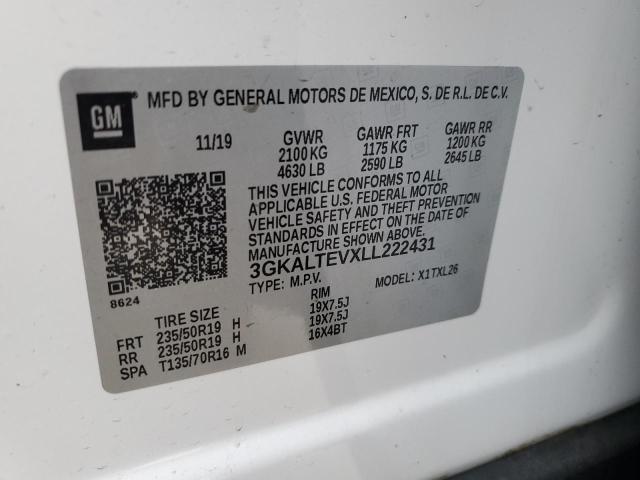 GM
MFD BY GENERAL MOTORS DE MEXICO, S. DE R.L. DE C.V.
11/19 GVWR GAWR FRT GAWR RR
2100 KG 1175 KG 1200 KG
4630 LB 2590 LB 2645 LB
THIS VEHICLE CONFORMS TO ALL
APPLICABLE U.S. FEDERAL MOTOR
VEHICLE SAFETY AND THEFT PREVENTION
STANDARDS IN EFFECT ON THE DATE OF
MANUFACTURE SHOWN ABOVE.
3GKALTEVXLL222431
8624
TYPE: M.P.V. MODEL: X1TXL26
TIRE SIZE RIM
FRT 235/50R19 H 19X7.5J
RR 235/50R19 H 19X7.5J
SPA T135/70R16 M 16X4BT